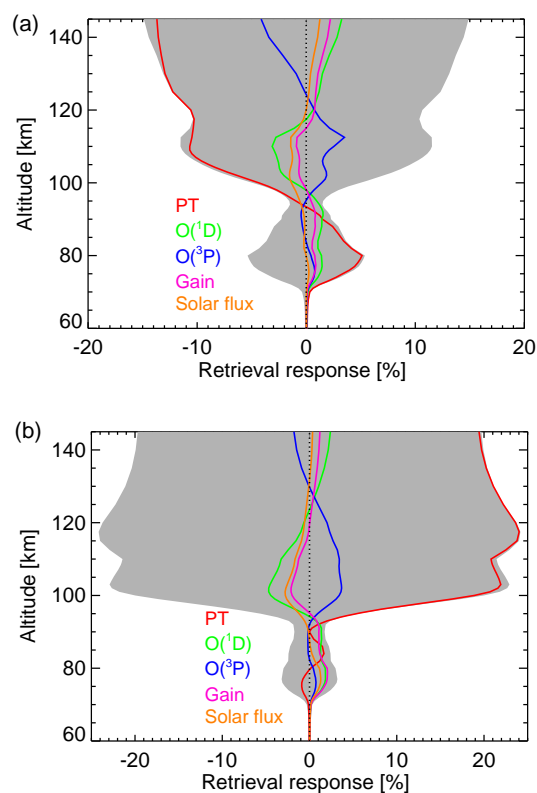 (a)
140
120
100
80
60
Altitude [km]
PT
O(¹D)
O(³P)
Gain
Solar flux
-20 -10 0 10 20
Retrieval response [%]
(b)
140
120
100
80
60
Altitude [km]
PT
O(¹D)
O(³P)
Gain
Solar flux
-20 -10 0 10 20
Retrieval response [%]